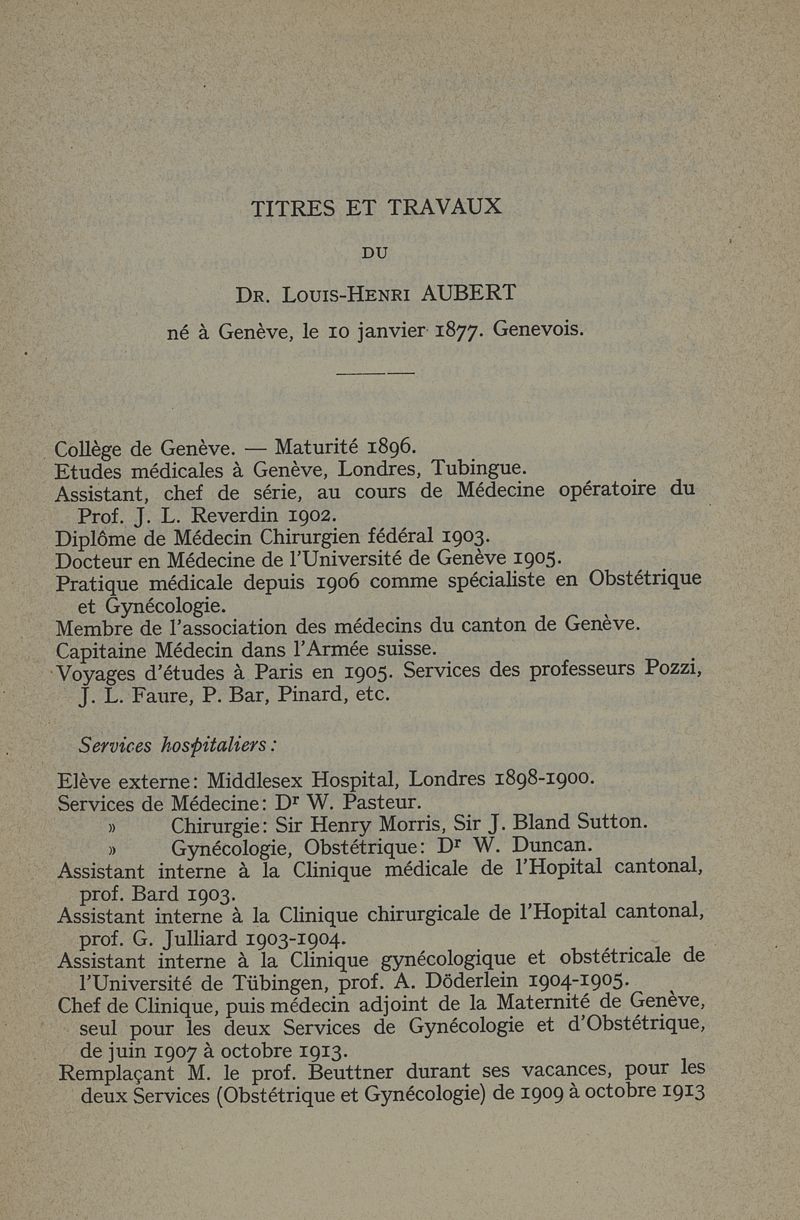 TITRES ET TRAVAUX
DU
DR. LOUIS-HENRI AUBERT
né à Genève, le 10 janvier 1877. Genevois.
Collège de Genève. — Maturité 1896.
Etudes médicales à Genève, Londres, Tubingue.
Assistant, chef de série, au cours de Médecine opératoire du
Prof. J. L. Reverdin 1902.
Diplôme de Médecin Chirurgien fédéral 1903.
Docteur en Médecine de l'Université de Genève 1905.
Pratique médicale depuis 1906 comme spécialiste en Obstétrique
et Gynécologie.
Membre de l'association des médecins du canton de Genève.
Capitaine Médecin dans l'Armée suisse.
Voyages d'études à Paris en 1905. Services des professeurs Pozzi,
J. L. Faure, P. Bar, Pinard, etc.
Services hospitaliers:
Elève externe: Middlesex Hospital, Londres 1898-1900.
Services de Médecine: Dr W. Pasteur.
» Chirurgie: Sir Henry Morris, Sir J. Bland Sutton.
» Gynécologie, Obstétrique: Dr W. Duncan.
Assistant interne à la Clinique médicale de l'Hopital cantonal,
prof. Bard 1903.
Assistant interne à la Clinique chirurgicale de l'Hopital cantonal,
prof. G. Julliard 1903-1904.
Assistant interne à la Clinique gynécologique et obstétricale de
l'Université de Tübingen, prof. A. Döderlein 1904-1905.
Chef de Clinique, puis médecin adjoint de la Maternité de Genève,
seul pour les deux Services de Gynécologie et d'Obstétrique,
de juin 1907 à octobre 1913.
Remplaçant M. le prof. Beuttner durant ses vacances, pour les
deux Services (Obstétrique et Gynécologie) de 1909 à octobre 1913